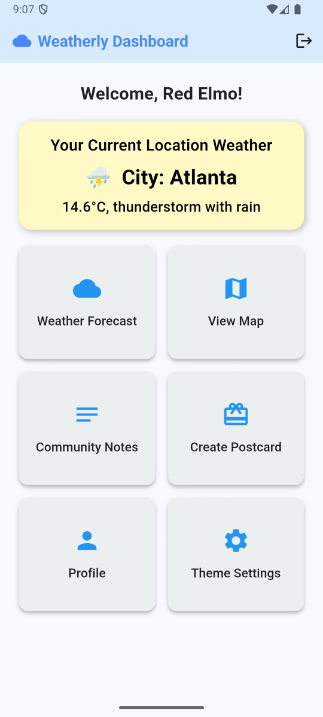 9:07
Weatherly Dashboard
Welcome, Red Elmo!
Your Current Location Weather
City: Atlanta
14.6°C, thunderstorm with rain
Weather Forecast
View Map
Community Notes
Create Postcard
Profile
Theme Settings